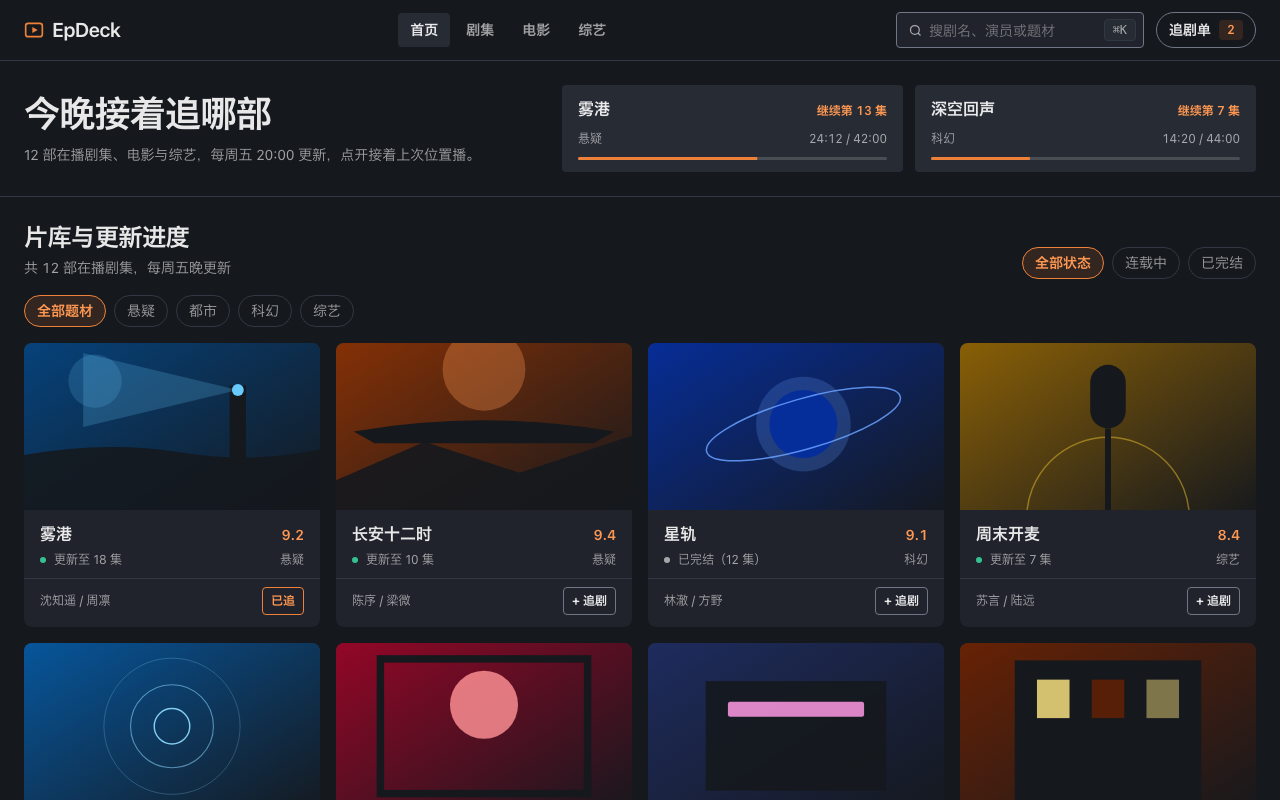 EpDeck
首页 剧集 电影 综艺
搜剧名、演员或题材 ⌘K
追剧单 2
今晚接着追哪部
12 部在播剧集、电影与综艺，每周五 20:00 更新，点开接着上次位置播。
雾港 继续第 13 集
悬疑 24:12 / 42:00
深空回声 继续第 7 集
科幻 14:20 / 44:00
片库与更新进度
共 12 部在播剧集，每周五晚更新
全部状态 连载中 已完结
全部题材 悬疑 都市 科幻 综艺
雾港 9.2
更新至 18 集 悬疑
沈知遥 / 周凛 已追
长安十二时 9.4
更新至 10 集 悬疑
陈序 / 梁微 + 追剧
星轨 9.1
已完结（12 集） 科幻
林澈 / 方野 + 追剧
周末开麦 8.4
更新至 7 集 综艺
苏言 / 陆远 + 追剧